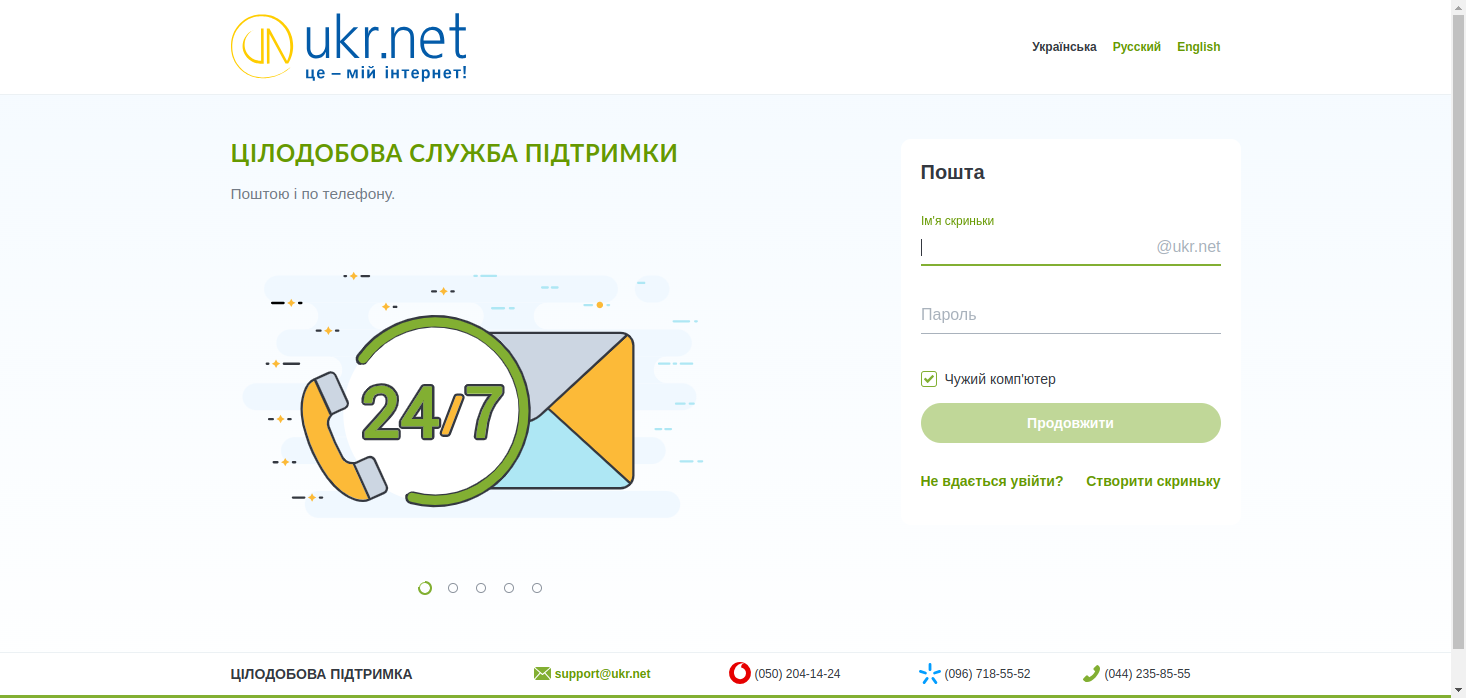 ukr.net
це – мій інтернет!
Українська Русский English
ЦІЛОДОБОВА СЛУЖБА ПІДТРИМКИ
Поштою і по телефону.
24/7
Пошта
Ім'я скриньки
@ukr.net
Пароль
Чужий комп'ютер
Продовжити
Не вдається увійти? Створити скриньку
ЦІЛОДОБОВА ПІДТРИМКА support@ukr.net (050) 204-14-24 (096) 718-55-52 (044) 235-85-55